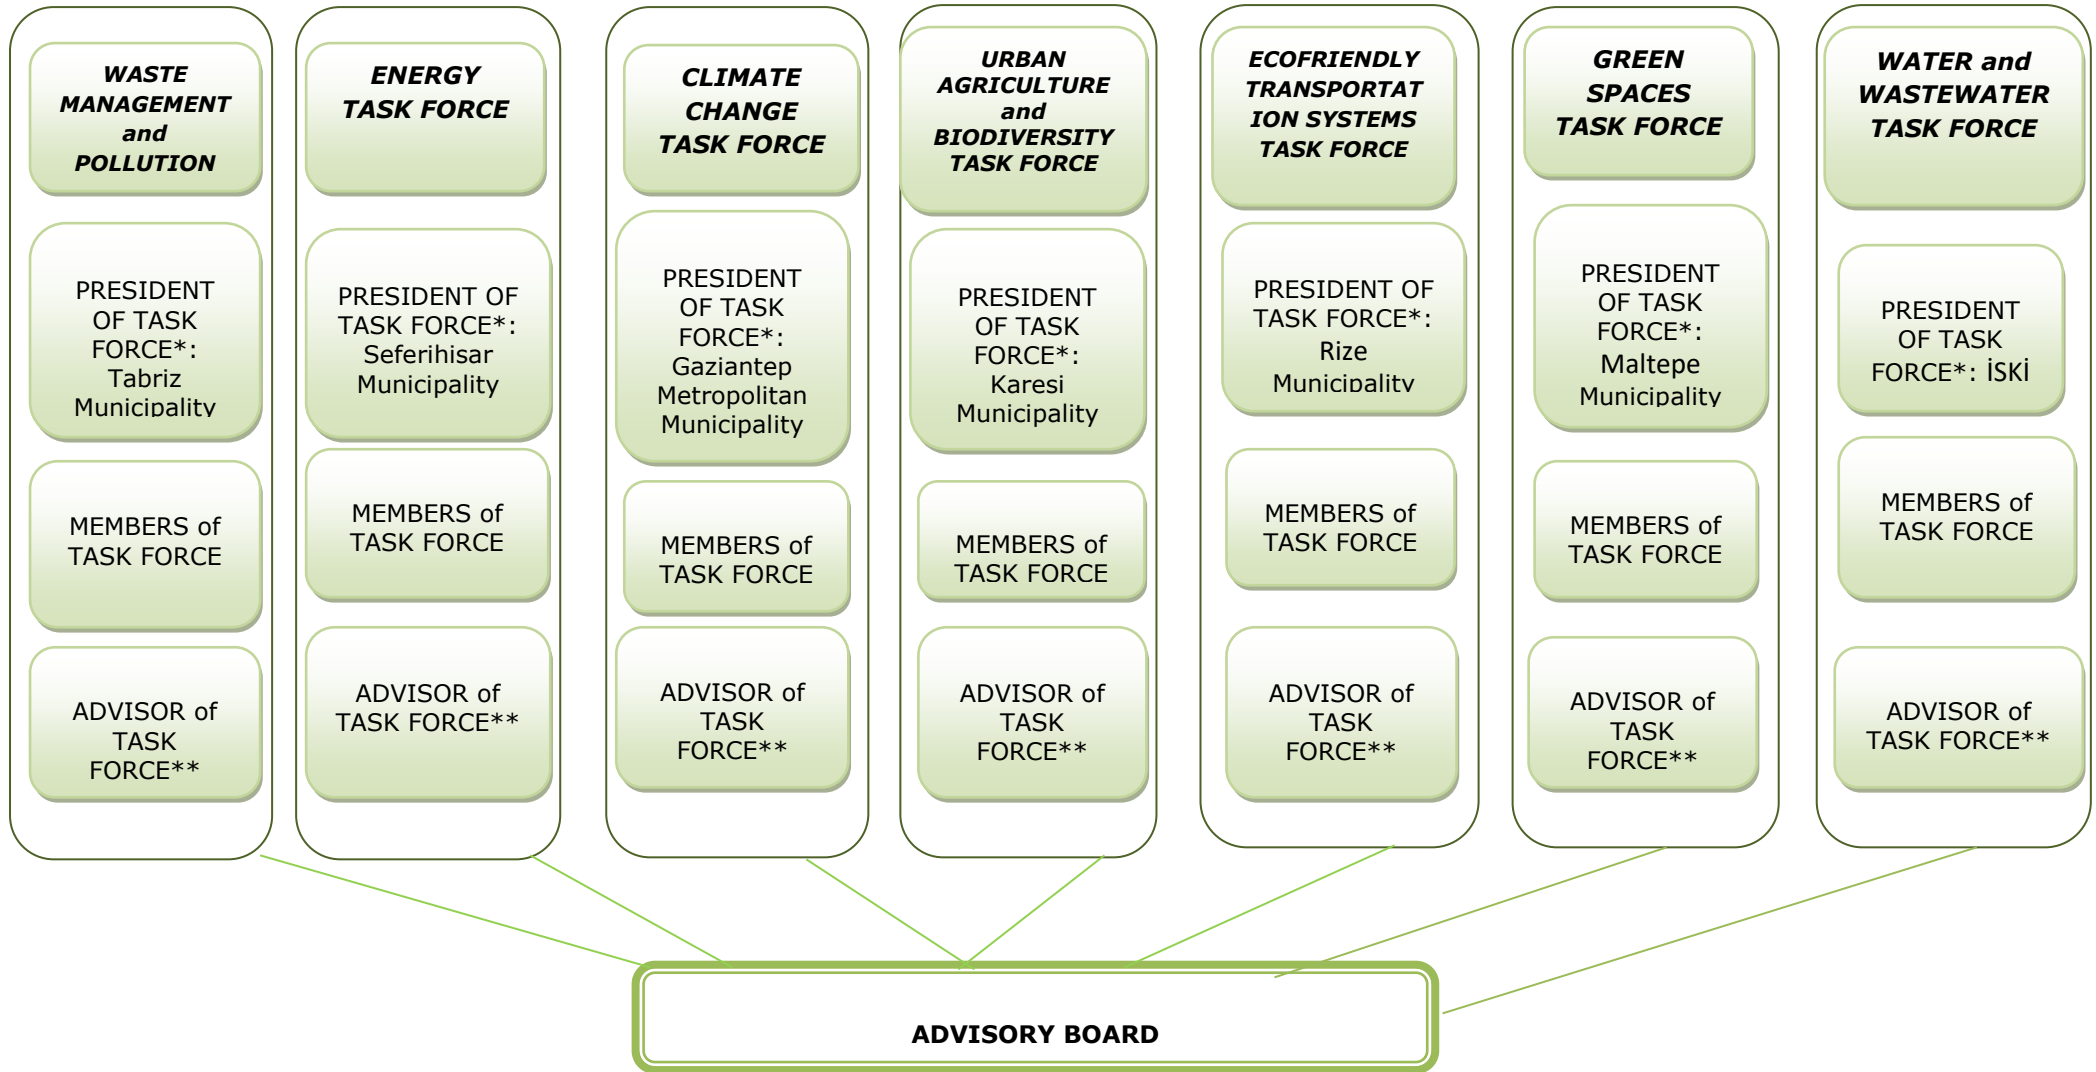 WASTE
MANAGEMENT
and
POLLUTION
PRESIDENT
OF TASK
FORCE*:
Tabriz
Municipality
MEMBERS of
TASK FORCE
ADVISOR of
TASK
FORCE**
ENERGY
TASK FORCE
PRESIDENT OF
TASK FORCE*:
Seferihisar
Municipality
MEMBERS of
TASK FORCE
ADVISOR of
TASK FORCE**
CLIMATE
CHANGE
TASK FORCE
PRESIDENT
OF TASK
FORCE*:
Gaziantep
Metropolitan
Municipality
MEMBERS of
TASK FORCE
ADVISOR of
TASK
FORCE**
URBAN
AGRICULTURE
and
BIODIVERSITY
TASK FORCE
PRESIDENT
OF TASK
FORCE*:
Karesi
Municipality
MEMBERS of
TASK FORCE
ADVISOR of
TASK
FORCE**
ECOFRIENDLY
TRANSPORTAT
ION SYSTEMS
TASK FORCE
PRESIDENT OF
TASK FORCE*:
Rize
Municipality
MEMBERS of
TASK FORCE
ADVISOR of
TASK
FORCE**
GREEN
SPACES
TASK FORCE
PRESIDENT
OF TASK
FORCE*:
Maltepe
Municipality
MEMBERS of
TASK FORCE
ADVISOR of
TASK
FORCE**
WATER and
WASTEWATER
TASK FORCE
PRESIDENT
OF TASK
FORCE*: İSKİ
MEMBERS of
TASK FORCE
ADVISOR of
TASK FORCE**
ADVISORY BOARD